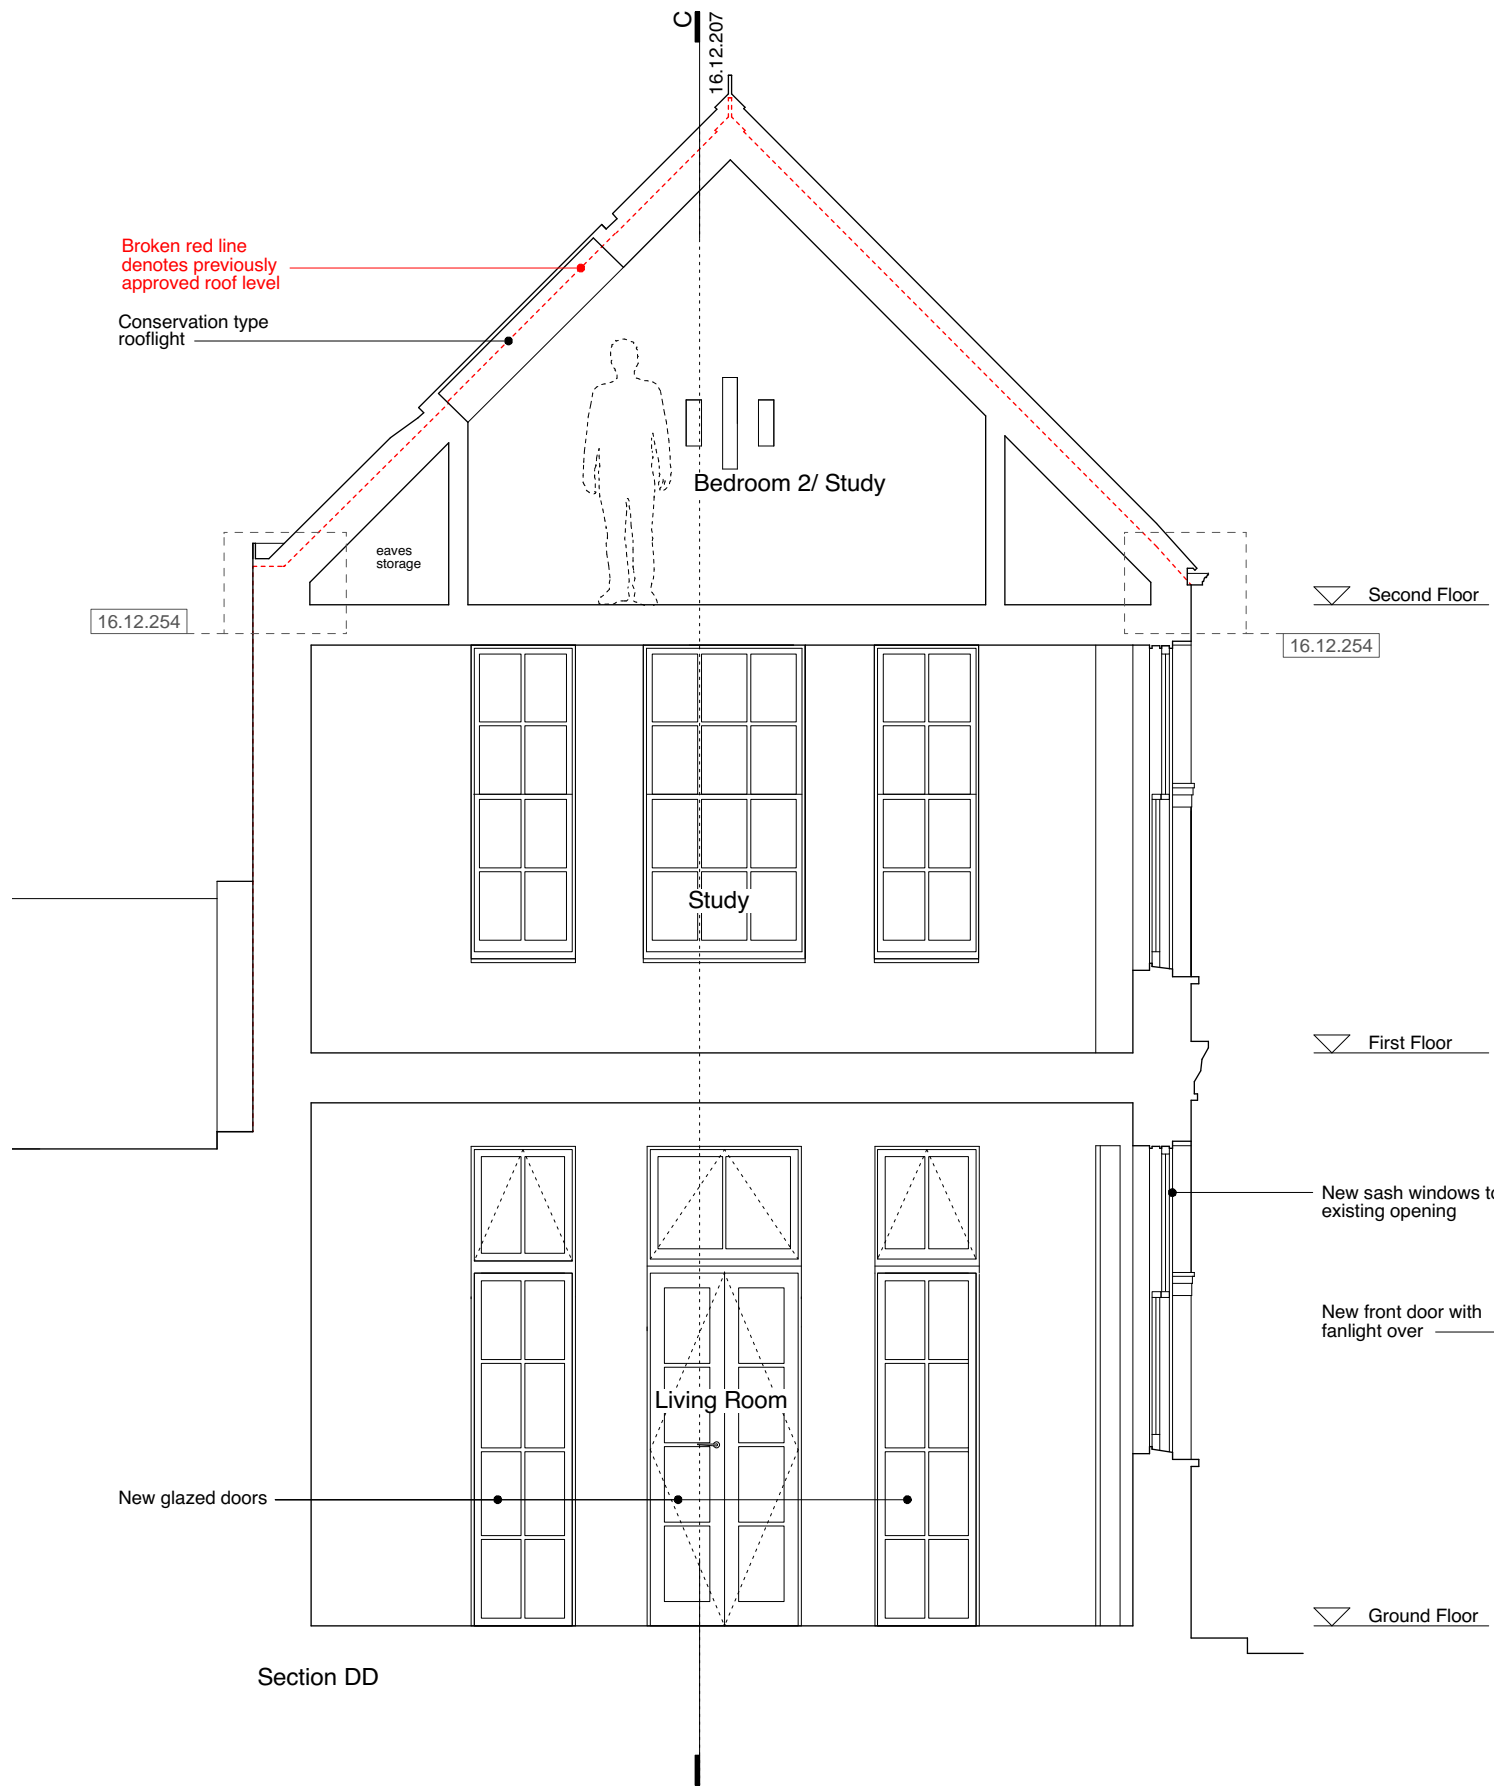 C
16.12.207
Broken red line
denotes previously
approved roof level
Conservation type
rooflight
Bedroom 2/ Study
eaves
storage
Second Floor
16.12.254
16.12.254
Study
First Floor
New sash windows to
existing opening
New front door with
fanlight over
Living Room
New glazed doors
Ground Floor
Section DD